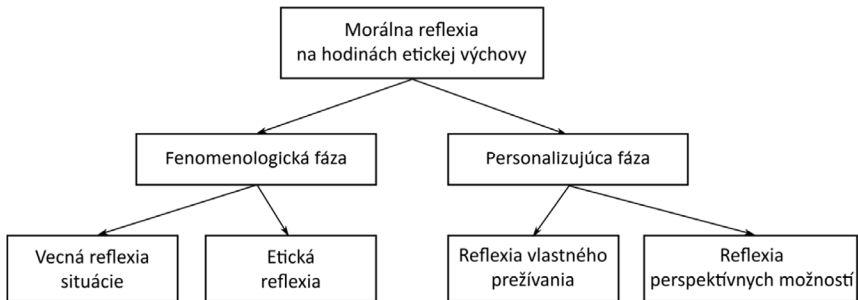 Morálna reflexia
na hodinách etickej výchovy
Fenomenologická fáza
Personalizujúca fáza
Vecná reflexia
situácie
Etická
reflexia
Reflexia vlastného
prežívania
Reflexia
perspektívnych možností